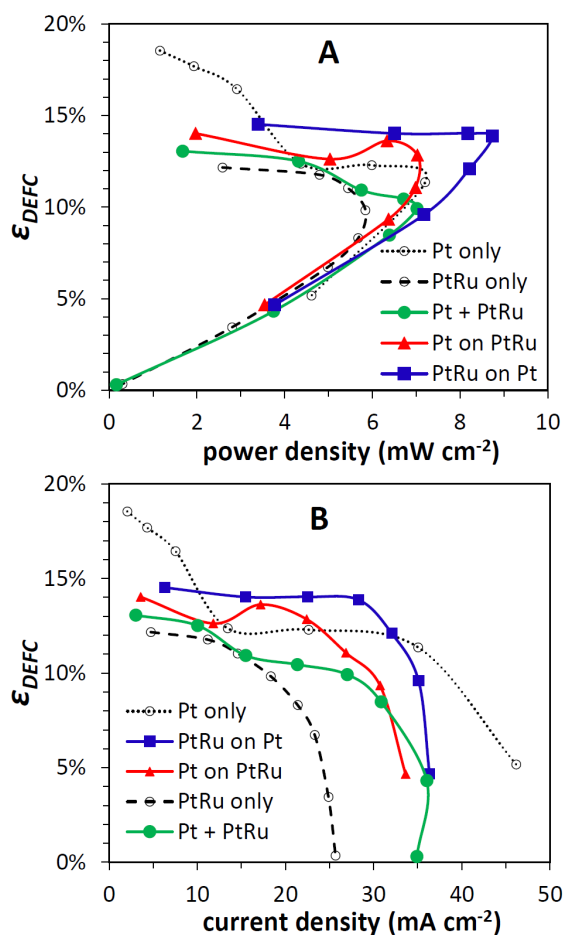 20%
A
15%
10%
5%
0%
ε_DEFC
Pt only
PtRu only
Pt + PtRu
Pt on PtRu
PtRu on Pt
0 2 4 6 8 10
power density (mW cm⁻²)
20%
B
15%
10%
5%
0%
ε_DEFC
Pt only
PtRu on Pt
Pt on PtRu
PtRu only
Pt + PtRu
0 10 20 30 40 50
current density (mA cm⁻²)